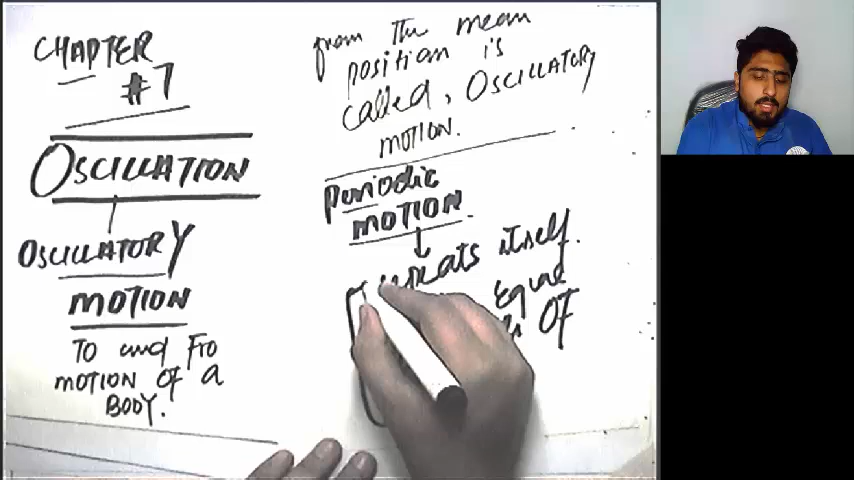 CHAPTER
# 7
OSCILLATION
OSCILLATORY
MOTION
TO and FRO
MOTION OF a
BODY.
from the mean
position is
called, OSCILLATORY
MOTION.
Periodic
MOTION.
repeats itself.
Equal
OF